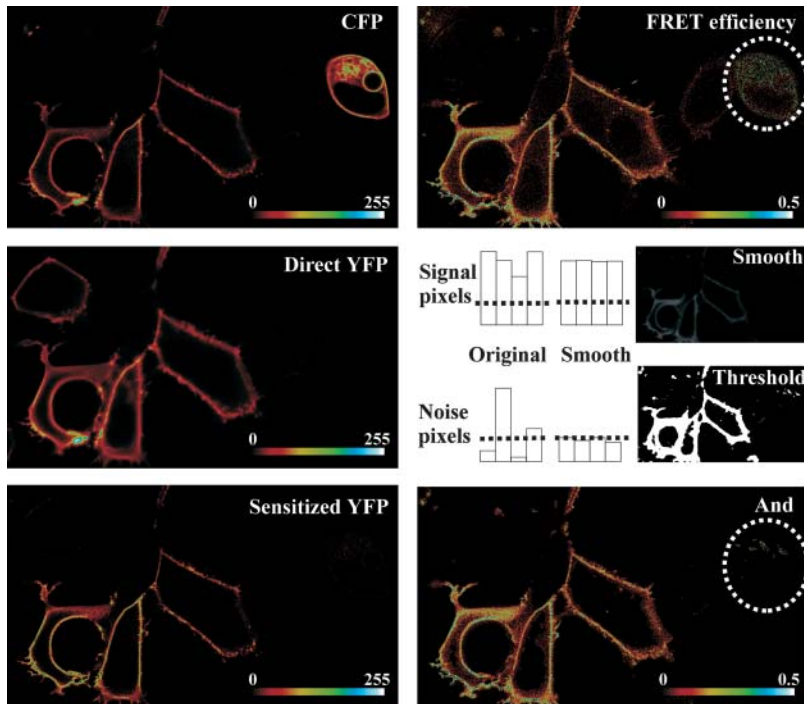 CFP
0 255
FRET efficiency
0 0.5
Direct YFP
0 255
Signal
pixels
Original Smooth
Noise
pixels
Smooth
Threshold
Sensitized YFP
0 255
And
0 0.5